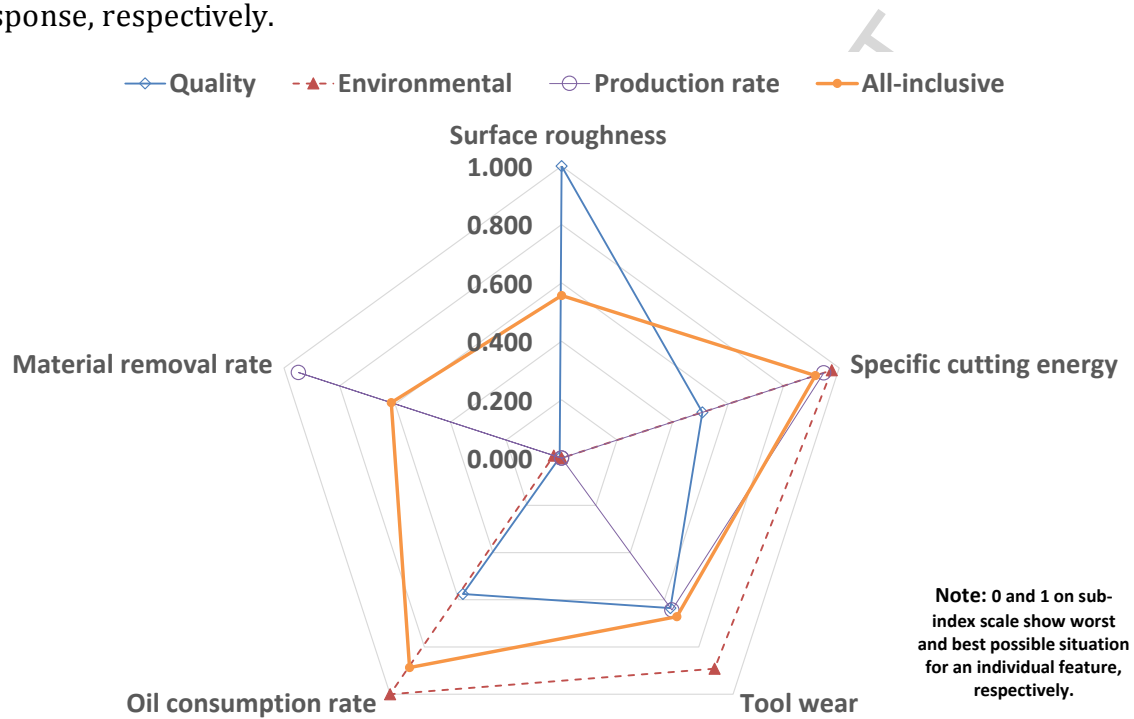 sponse, respectively.
Quality Environmental Production rate All-inclusive
Surface roughness
1.000
0.800
0.600
0.400
0.200
0.000
Material removal rate
Specific cutting energy
Oil consumption rate
Tool wear
Note: 0 and 1 on sub-
index scale show worst
and best possible situation
for an individual feature,
respectively.